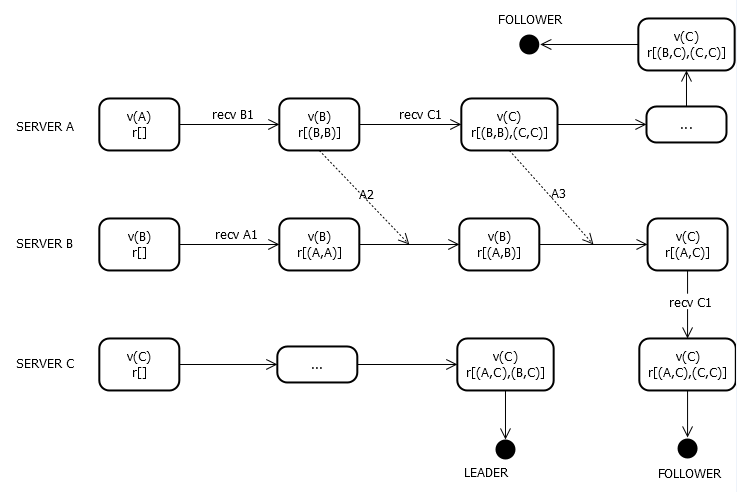 FOLLOWER
v(C)
r[(B,C),(C,C)]
SERVER A
v(A)
r[]
recv B1
v(B)
r[(B,B)]
recv C1
v(C)
r[(B,B),(C,C)]
...
A2
A3
SERVER B
v(B)
r[]
recv A1
v(B)
r[(A,A)]
v(B)
r[(A,B)]
v(C)
r[(A,C)]
recv C1
SERVER C
v(C)
r[]
...
v(C)
r[(A,C),(B,C)]
v(C)
r[(A,C),(C,C)]
LEADER
FOLLOWER